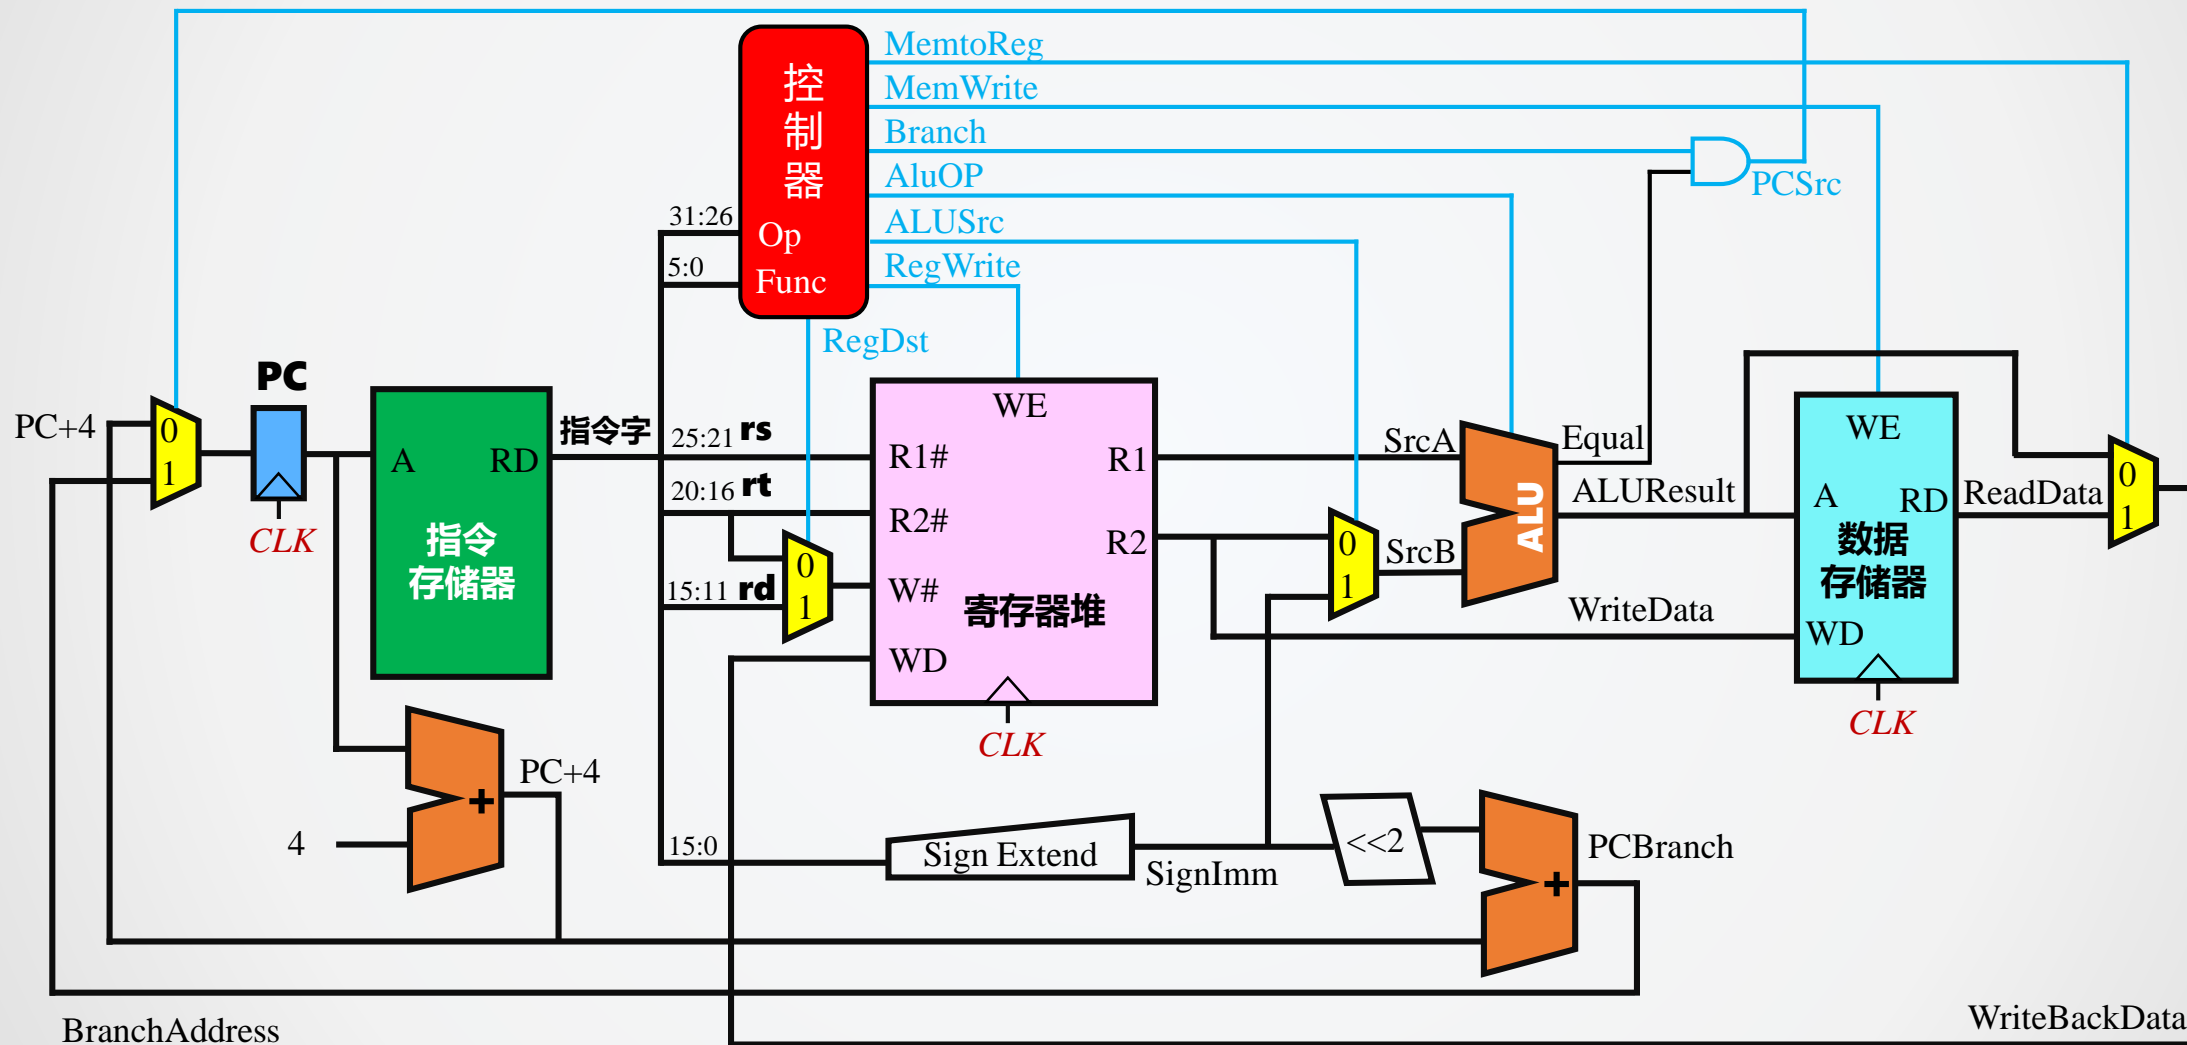 MemtoReg
MemWrite
Branch
AluOP
ALUSrc
RegWrite
控
制
器
Op
Func
31:26
5:0
RegDst
PCSrc
PC
PC+4
0
1
CLK
A
RD
指令
存储器
指令字
25:21 rs
20:16 rt
15:11 rd
0
1
WE
R1#
R1
R2#
R2
W#
寄存器堆
WD
CLK
0
1
SrcA
SrcB
ALU
Equal
ALUResult
WriteData
WE
A
RD
数据
存储器
WD
CLK
ReadData
0
1
4
+
PC+4
15:0
Sign Extend
SignImm
<<2
+
PCBranch
BranchAddress
WriteBackData